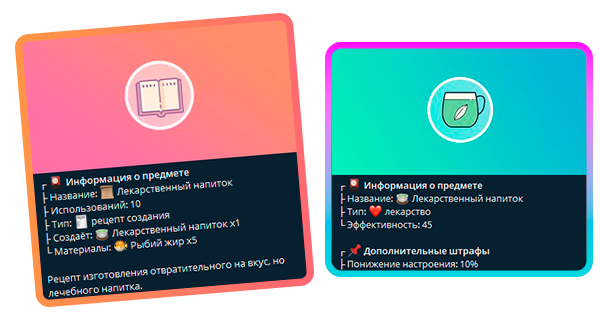 ┌ 🎴 Информация о предмете
├ Название: 📜 Лекарственный напиток
├ Использований: 10
├ Тип: 🧾 рецепт создания
├ Создаёт: 🍵 Лекарственный напиток x1
└ Материалы: 🐡 Рыбий жир x5
Рецепт изготовления отвратительного на вкус, но
лечебного напитка.
┌ 🎴 Информация о предмете
├ Название: 🍵 Лекарственный напиток
├ Тип: ❤️ лекарство
└ Эффективность: 45
┌ 📌 Дополнительные штрафы
├ Понижение настроения: 10%